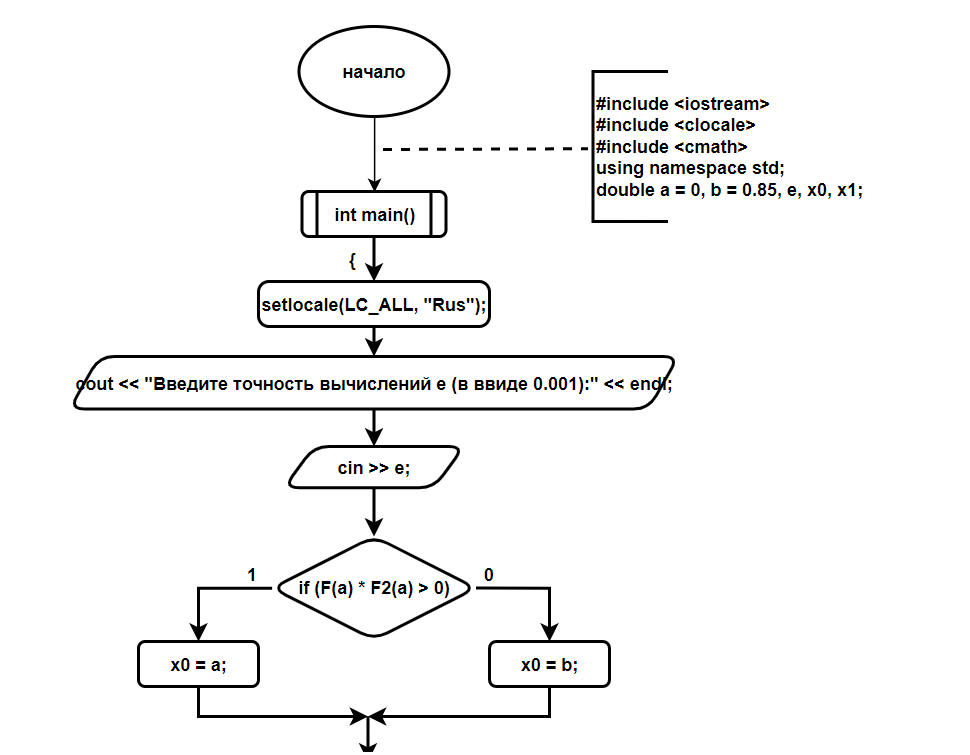 начало
#include <iostream>
#include <clocale>
#include <cmath>
using namespace std;
double a = 0, b = 0.85, e, x0, x1;
int main()
{
setlocale(LC_ALL, "Rus");
cout << "Введите точность вычислений e (в ввиде 0.001):" << endl;
cin >> e;
1
0
if (F(a) * F2(a) > 0)
x0 = a;
x0 = b;